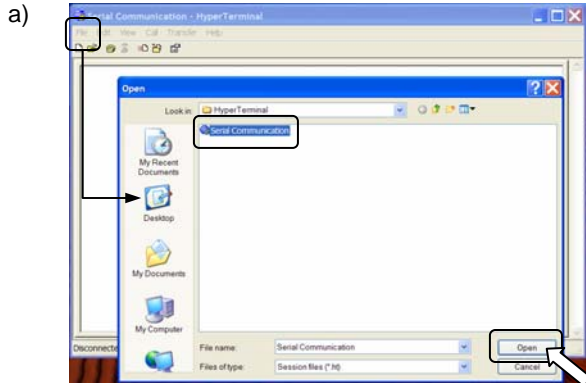 a)
Serial Communication - HyperTerminal
File Edit View Call Transfer Help
Open
Look in: HyperTerminal
Serial Communication
My Recent
Documents
Desktop
My Documents
My Computer
File name: Serial Communication
Open
Files of type: Session files (*.ht)
Cancel
Disconnecte